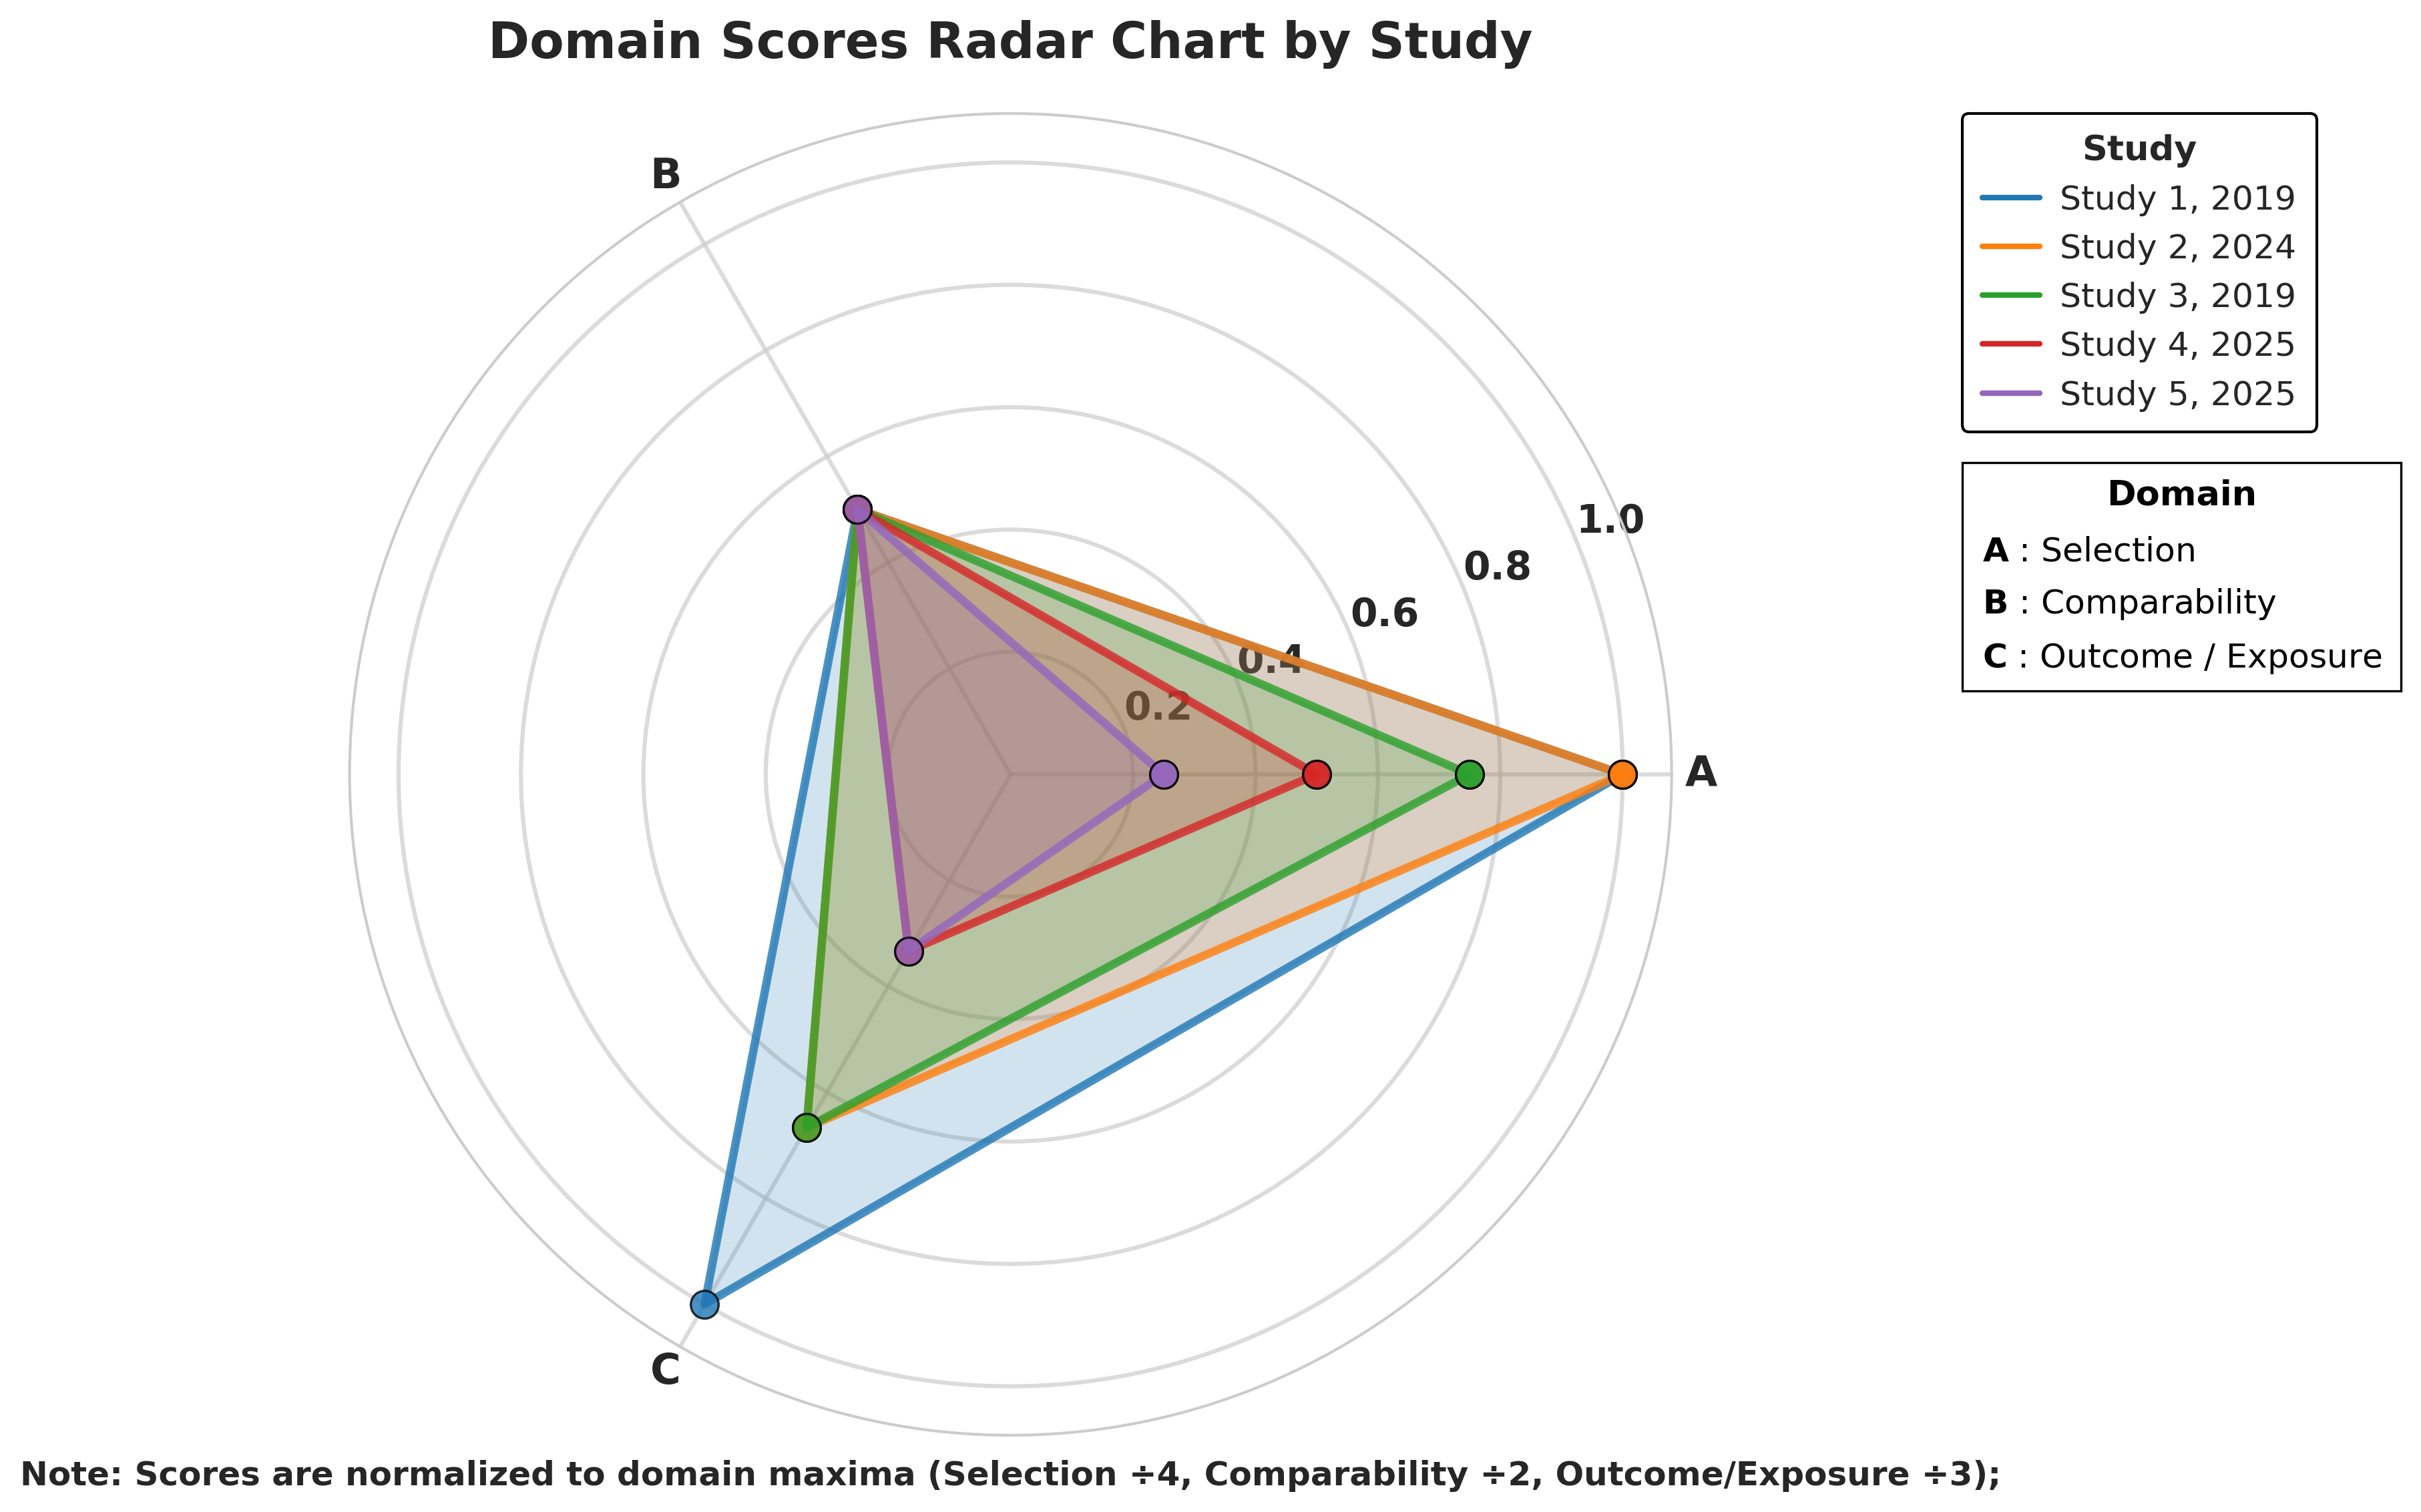 Domain Scores Radar Chart by Study
B
A
C
1.0
0.8
0.6
0.4
0.2
Study
Study 1, 2019
Study 2, 2024
Study 3, 2019
Study 4, 2025
Study 5, 2025
Domain
A : Selection
B : Comparability
C : Outcome / Exposure
Note: Scores are normalized to domain maxima (Selection ÷4, Comparability ÷2, Outcome/Exposure ÷3);